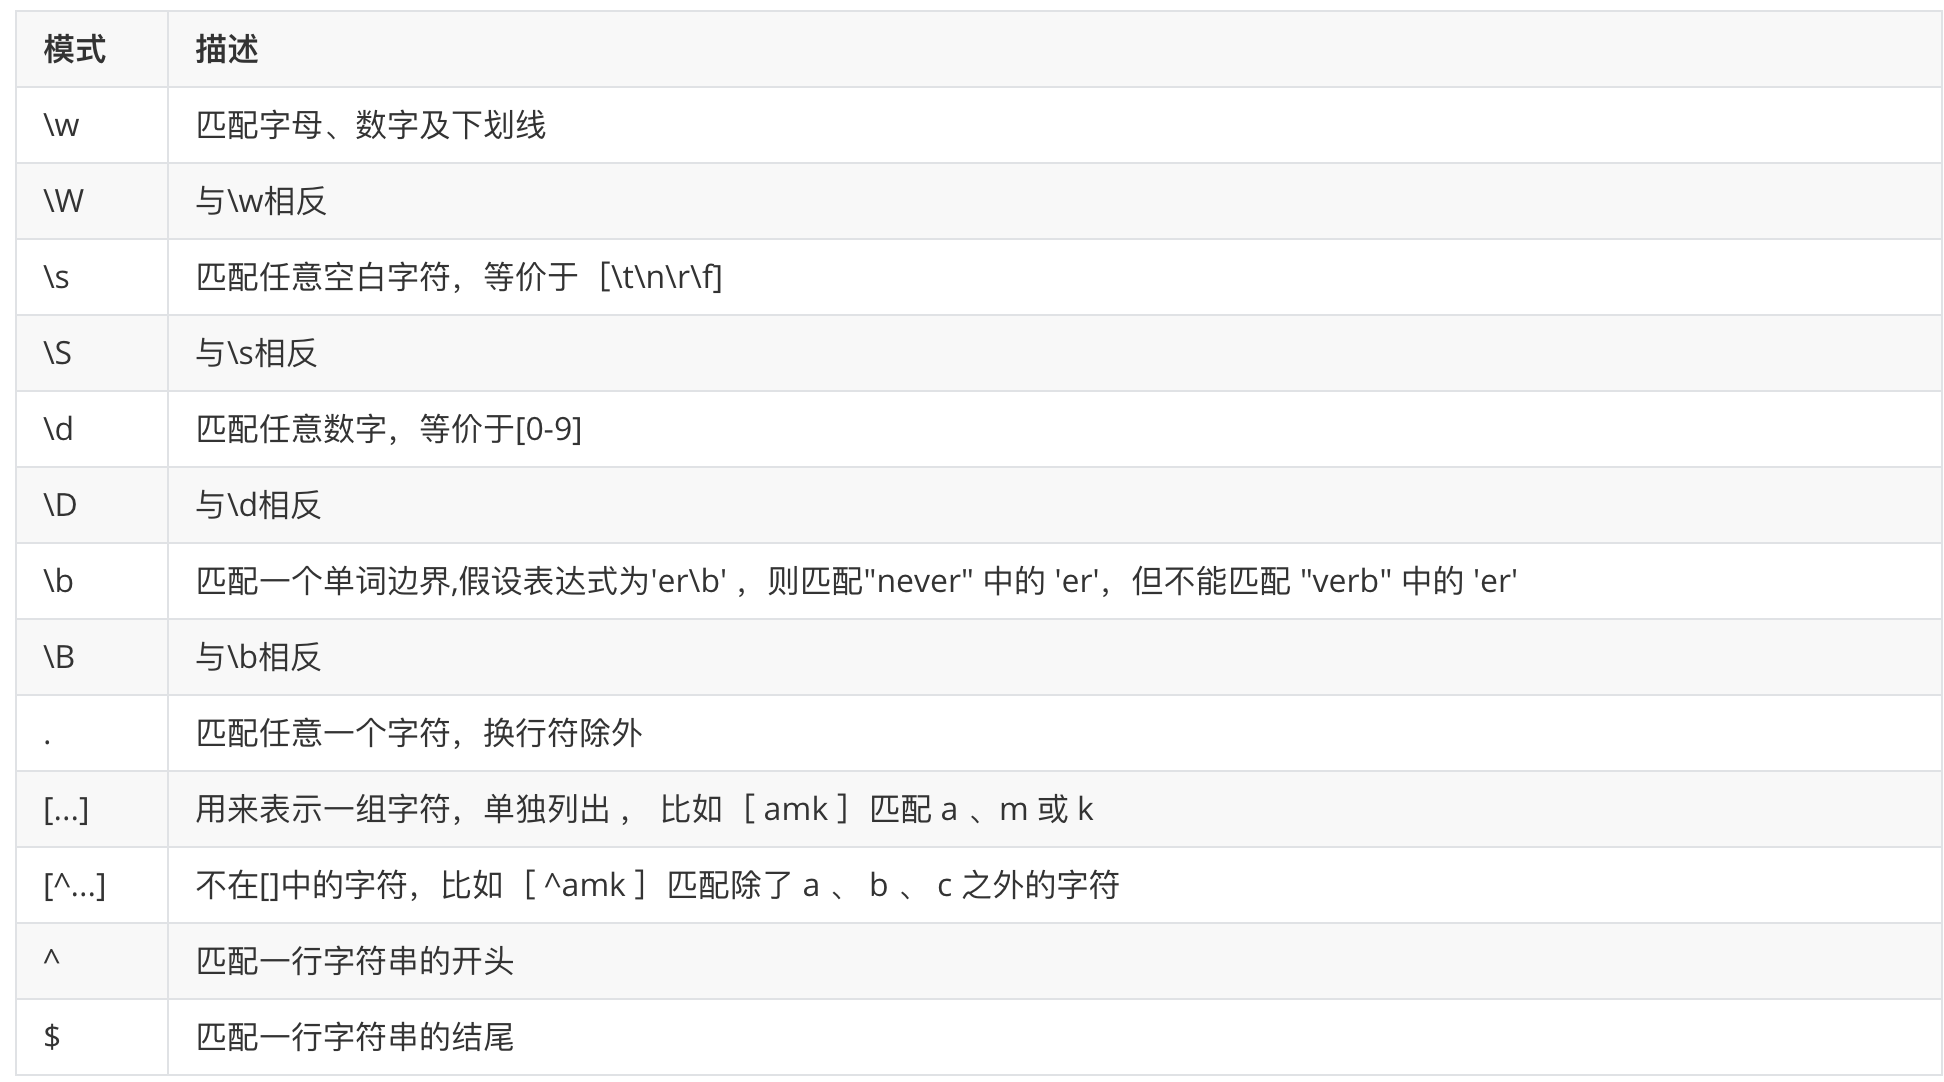 模式 描述
\w 匹配字母、数字及下划线
\W 与\w相反
\s 匹配任意空白字符，等价于［\t\n\r\f]
\S 与\s相反
\d 匹配任意数字，等价于[0-9]
\D 与\d相反
\b 匹配一个单词边界,假设表达式为'er\b' ，则匹配"never" 中的 'er'，但不能匹配 "verb" 中的 'er'
\B 与\b相反
. 匹配任意一个字符，换行符除外
[...] 用来表示一组字符，单独列出 ， 比如［ amk ］匹配 a 、m 或 k
[^...] 不在[]中的字符，比如［ ^amk ］匹配除了 a 、 b 、 c 之外的字符
^ 匹配一行字符串的开头
$ 匹配一行字符串的结尾